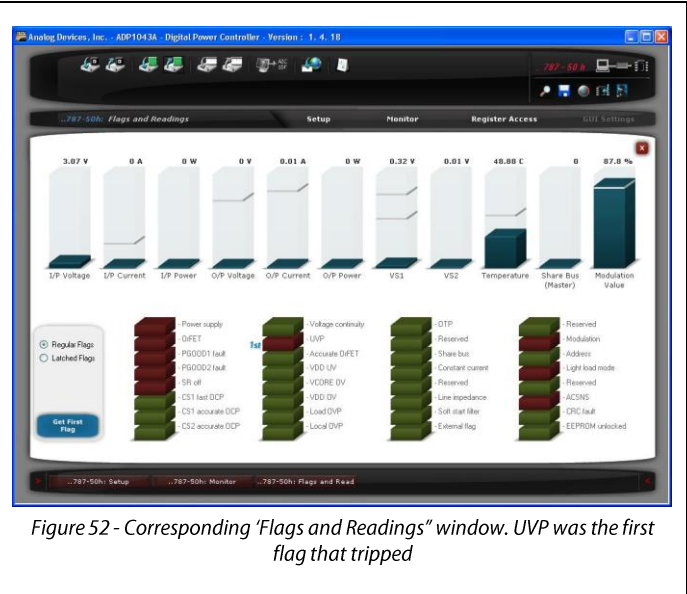 Analog Devices, Inc. - ADP1043A - Digital Power Controller - Version : 1. 4. 18
787 - 50 h
..787-50h: Flags and Readings
Setup
Monitor
Register Access
GUI Settings
3.07 V
0 A
0 W
0 V
0.01 A
0 W
0.32 V
0.01 V
48.88 C
0
87.8 %
I/P Voltage
I/P Current
I/P Power
O/P Voltage
O/P Current
O/P Power
VS1
VS2
Temperature
Share Bus (Master)
Modulation Value
Regular Flags
Latched Flags
Get First Flag
- Power supply
- OrFET
- PGOOD1 fault
- PGOOD2 fault
- SR off
- CS1 fast OCP
- CS1 accurate OCP
- CS2 accurate OCP
1st
- Voltage continuity
- UVP
- Accurate OrFET
- VDD UV
- VCORE OV
- VDD OV
- Load OVP
- Local OVP
- OTP
- Reserved
- Share bus
- Constant current
- Reserved
- Line impedance
- Soft start filter
- External flag
- Reserved
- Modulation
- Address
- Light load mode
- Reserved
- ACSNS
- CRC fault
- EEPROM unlocked
..787-50h: Setup
..787-50h: Monitor
..787-50h: Flags and Read
Figure 52 - Corresponding ‘Flags and Readings” window. UVP was the first
flag that tripped